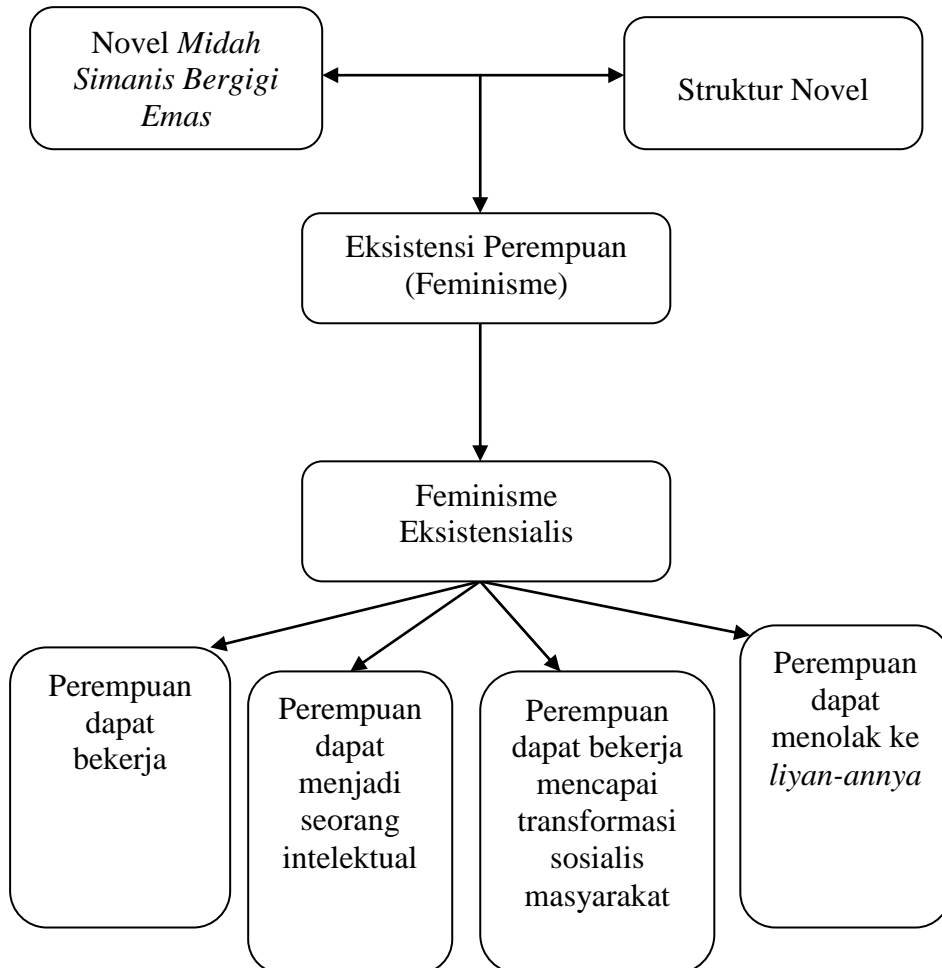 Novel Midah
Simanis Bergigi
Emas
Struktur Novel
Eksistensi Perempuan
(Feminisme)
Feminisme
Eksistensialis
Perempuan
dapat
bekerja
Perempuan
dapat
menjadi
seorang
intelektual
Perempuan
dapat bekerja
mencapai
transformasi
sosialis
masyarakat
Perempuan
dapat
menolak ke
liyan-annya